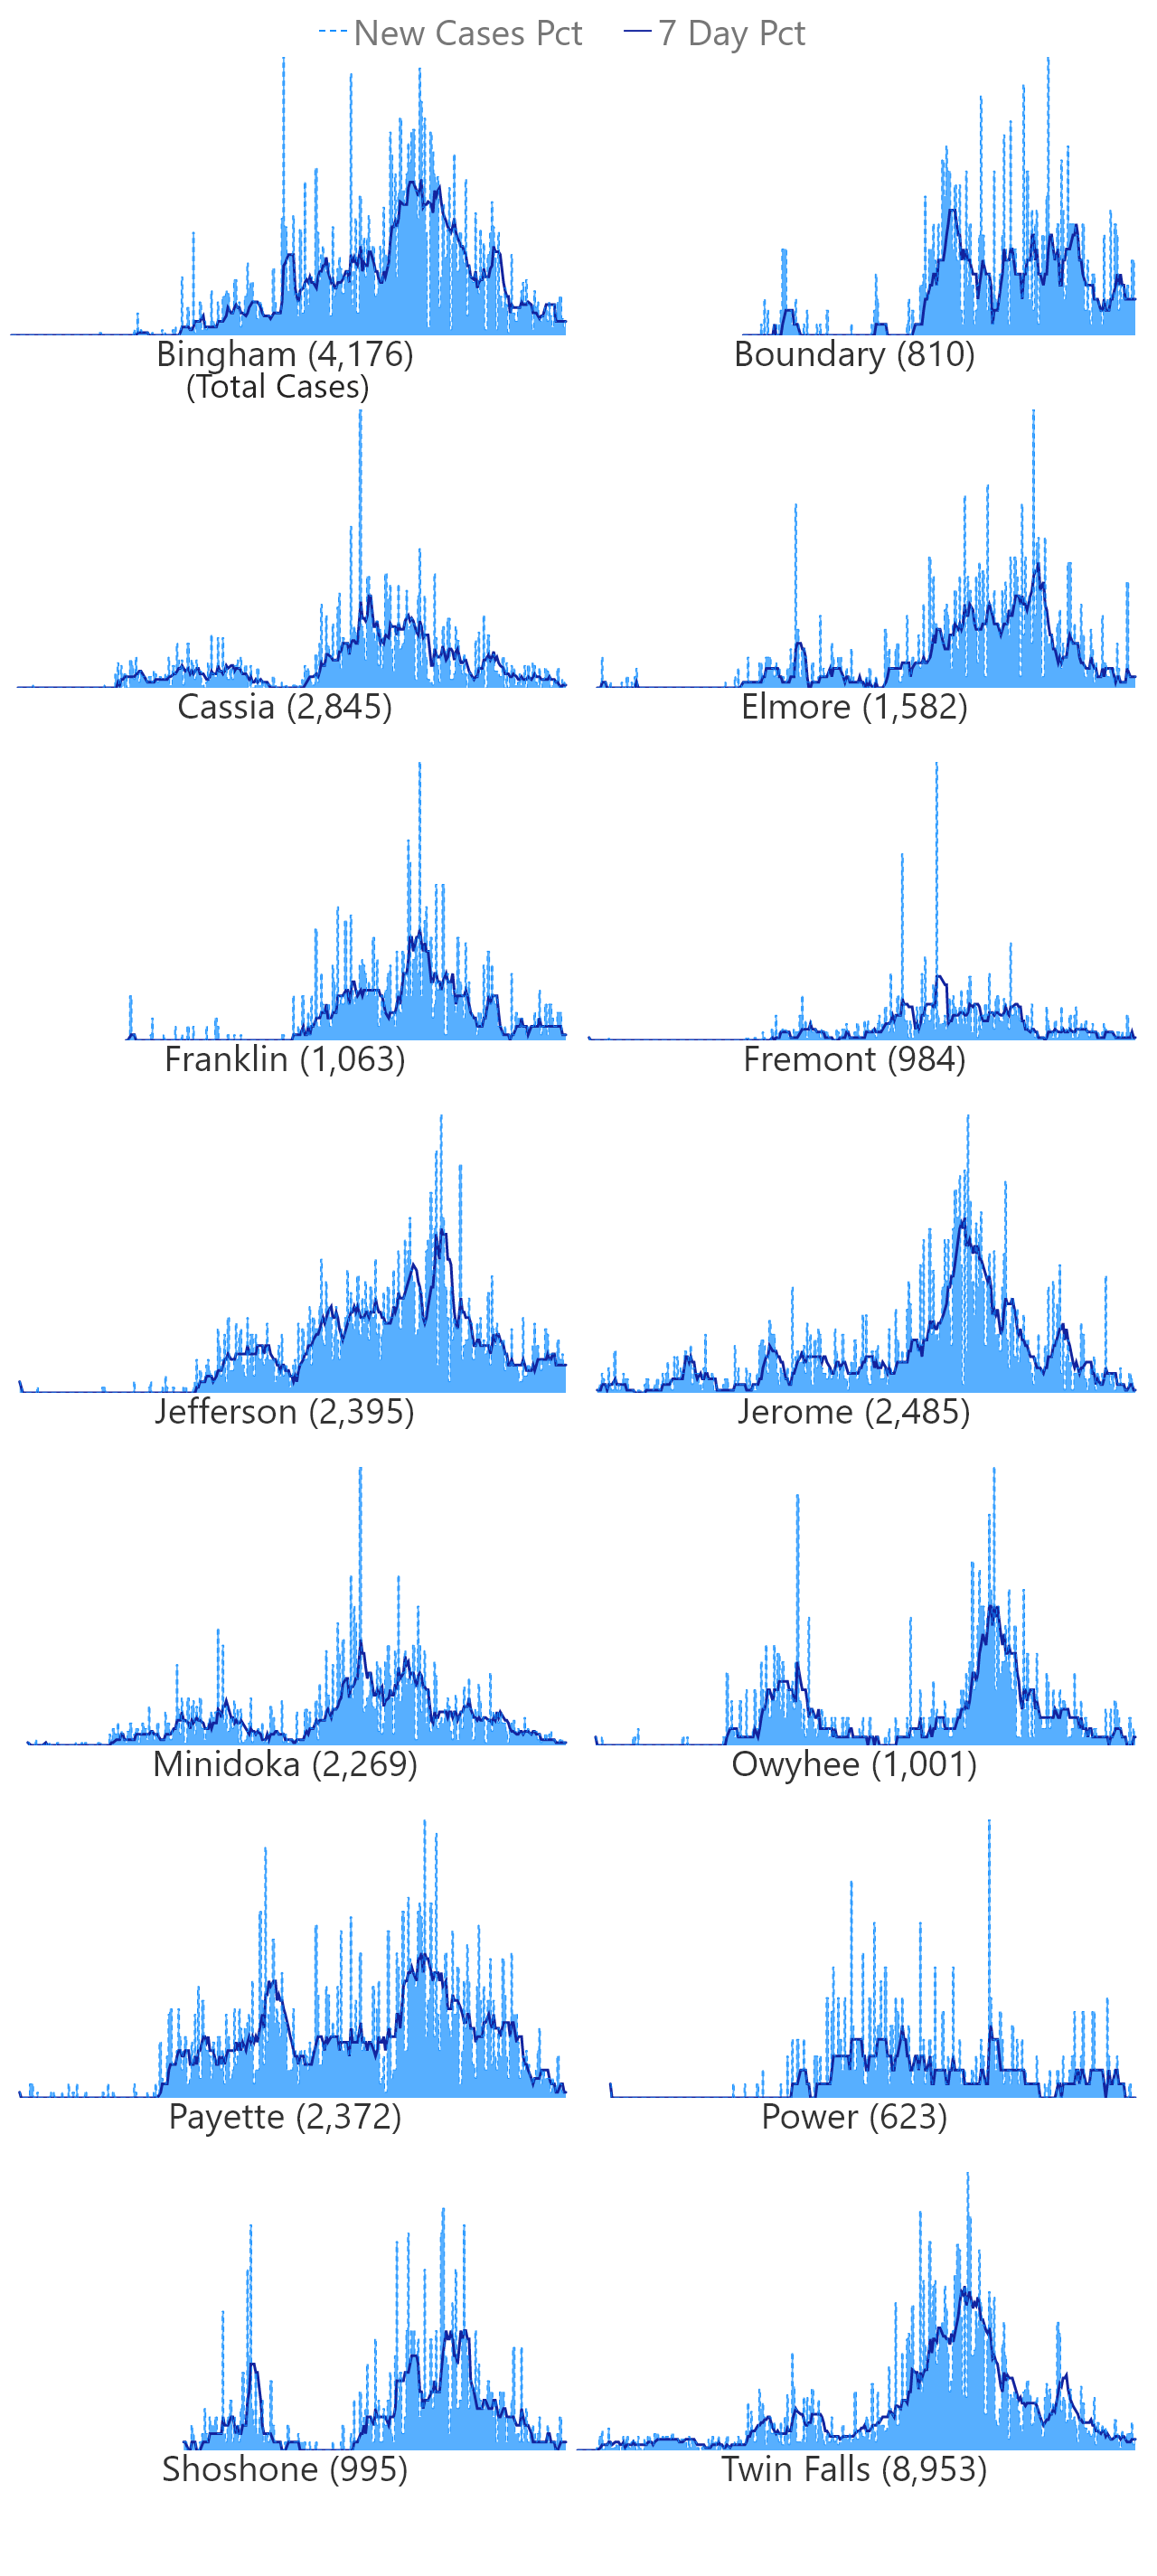 New Cases Pct 7 Day Pct
Bingham (4,176) Boundary (810)
(Total Cases)
Cassia (2,845) Elmore (1,582)
Franklin (1,063) Fremont (984)
Jefferson (2,395) Jerome (2,485)
Minidoka (2,269) Owyhee (1,001)
Payette (2,372) Power (623)
Shoshone (995) Twin Falls (8,953)